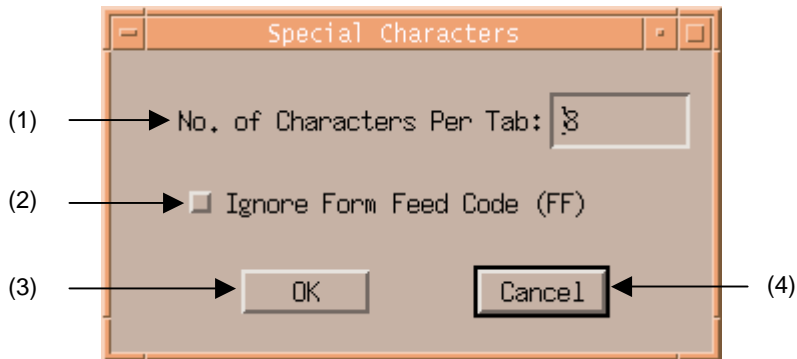 Special Characters
(1) No. of Characters Per Tab: 8
(2) Ignore Form Feed Code (FF)
(3) OK Cancel (4)